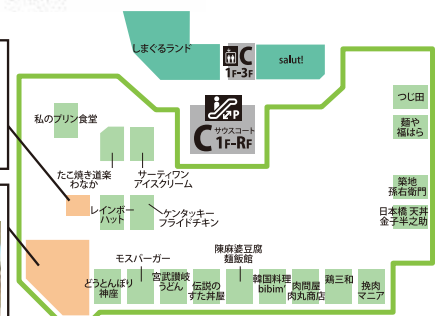 しまぐるランド
C
1F-3F
salut!
P
C サウスコート
1F-RF
つじ田
麺や
福はら
私のプリン食堂
たこ焼き道楽
わなか
サーティワン
アイスクリーム
築地
孫右衛門
日本橋 天丼
金子半之助
レインボー
ハット
ケンタッキー
フライドチキン
モスバーガー
陳麻婆豆腐
麺飯館
どうとんぼり
神座
宮武讃岐
うどん
伝説の
すた丼屋
韓国料理
bibim'
肉問屋
肉丸商店
鶏三和
挽肉
マニア